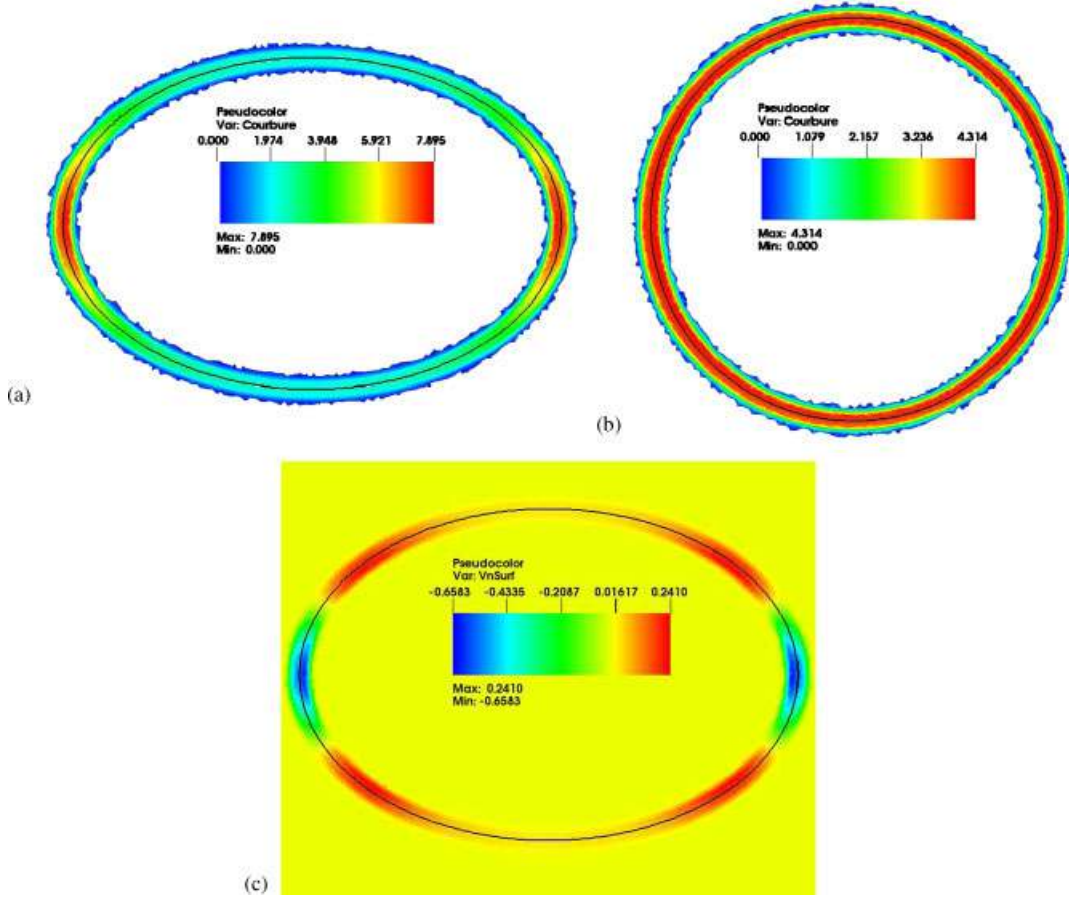 Pseudocolor
Var: Courbure
0.000 1.974 3.948 5.921 7.895
Max: 7.895
Min: 0.000
(a)
Pseudocolor
Var: Courbure
0.000 1.079 2.157 3.236 4.314
Max: 4.314
Min: 0.000
(b)
Pseudocolor
Var: VnSurf
-0.6583 -0.4335 -0.2087 0.01617 0.2410
Max: 0.2410
Min: -0.6583
(c)